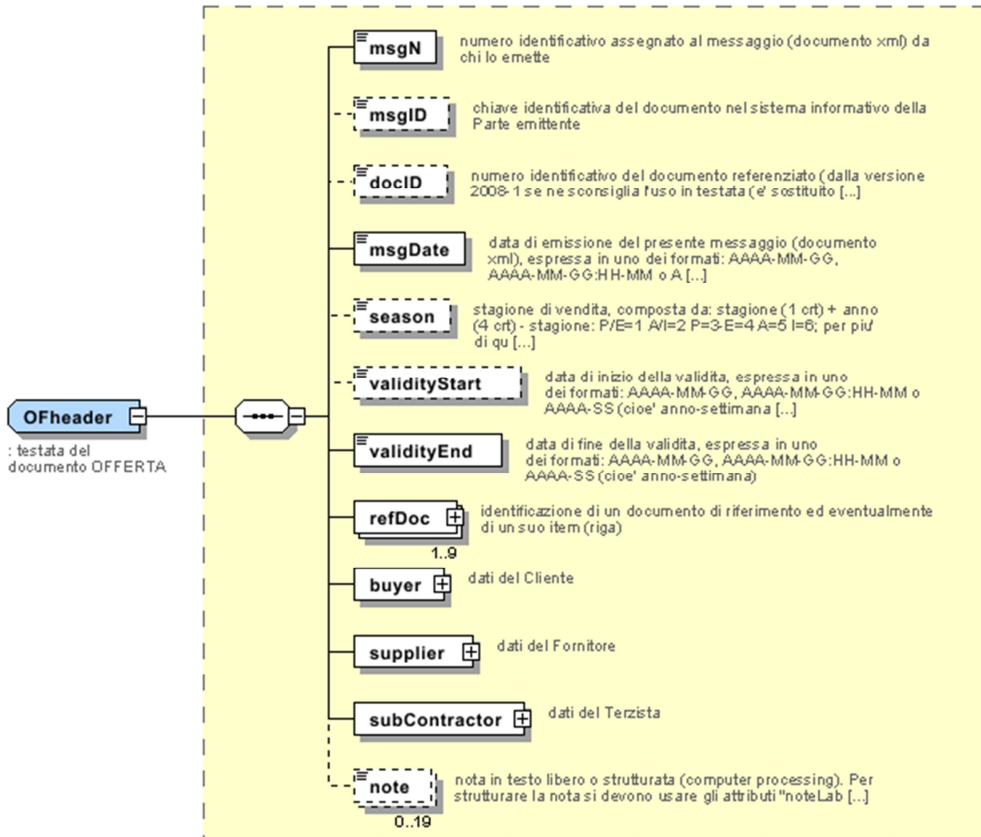 msgN
numero identificativo assegnato al messaggio (documento xml) da
chi lo emette
msgID
chiave identificativa del documento nel sistema informativo della
Parte emittente
docID
numero identificativo del documento referenziato (dalla versione
2008-1 se ne sconsiglia l'uso in testata (e' sostituito [...]
msgDate
data di emissione del presente messaggio (documento
xml), espressa in uno dei formati: AAAA-MM-GG,
AAAA-MM-GG:HH-MM o A [...]
season
stagione di vendita, composta da: stagione (1 crt) + anno
(4 crt) - stagione: P/E=1 A/I=2 P=3-E=4 A=5 I=6; per piu'
di qu [...]
validityStart
data di inizio della validita, espressa in uno
dei formati: AAAA-MM-GG, AAAA-MM-GG:HH-MM o
AAAA-SS (cioe' anno-settimana [...]
OFheader
: testata del
documento OFFERTA
validityEnd
data di fine della validita, espressa in uno
dei formati: AAAA-MM-GG, AAAA-MM-GG:HH-MM o
AAAA-SS (cioe' anno-settimana)
refDoc
1..9
identificazione di un documento di riferimento ed eventualmente
di un suo item (riga)
buyer
dati del Cliente
supplier
dati del Fornitore
subContractor
dati del Terzista
note
0..19
nota in testo libero o strutturata (computer processing). Per
strutturare la nota si devono usare gli attributi "noteLab [...]